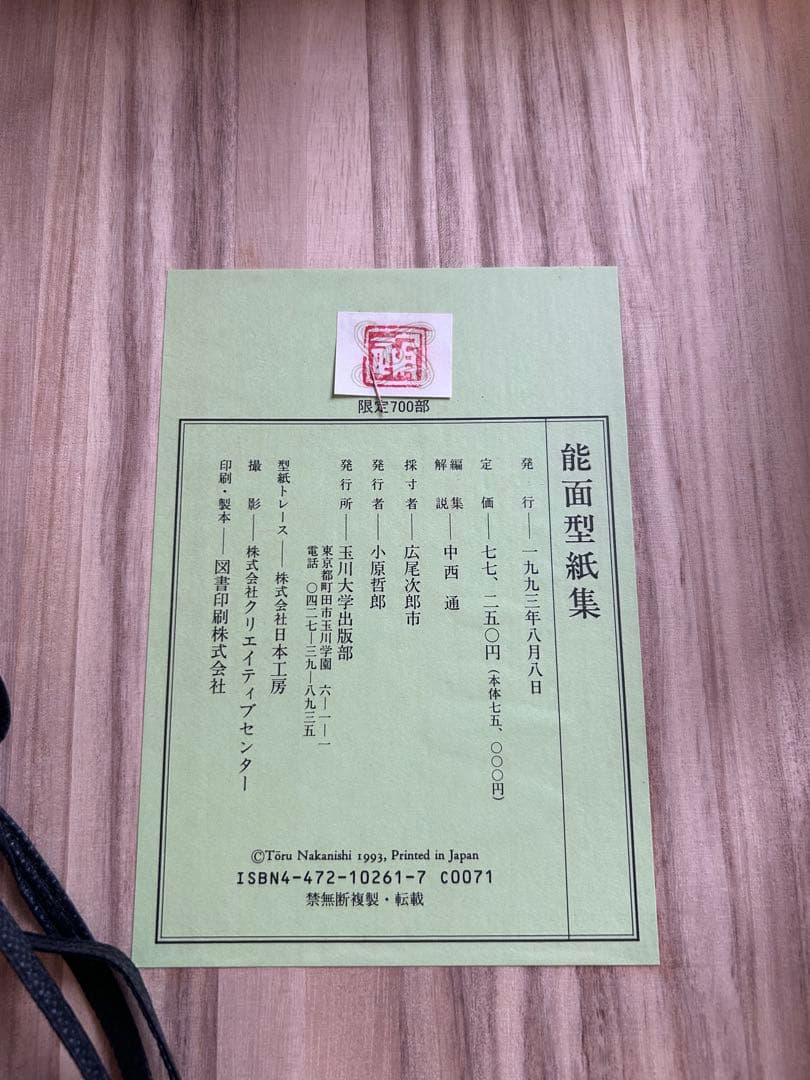 限定700部
能面型紙集
発行―一九九三年八月八日
定価―七七、二五〇円（本体七五、〇〇〇円）
編集
解説―中西 通
採寸者―広尾次郎市
発行者―小原哲郎
発行所―玉川大学出版部
東京都町田市玉川学園 六―一―一
電話 〇四二七―三九―八九三五
型紙トレース―株式会社日本工房
撮影―株式会社クリエイティブセンター
印刷・製本―図書印刷株式会社
©Tōru Nakanishi 1993, Printed in Japan
ISBN4-472-10261-7 C0071
禁無断複製・転載